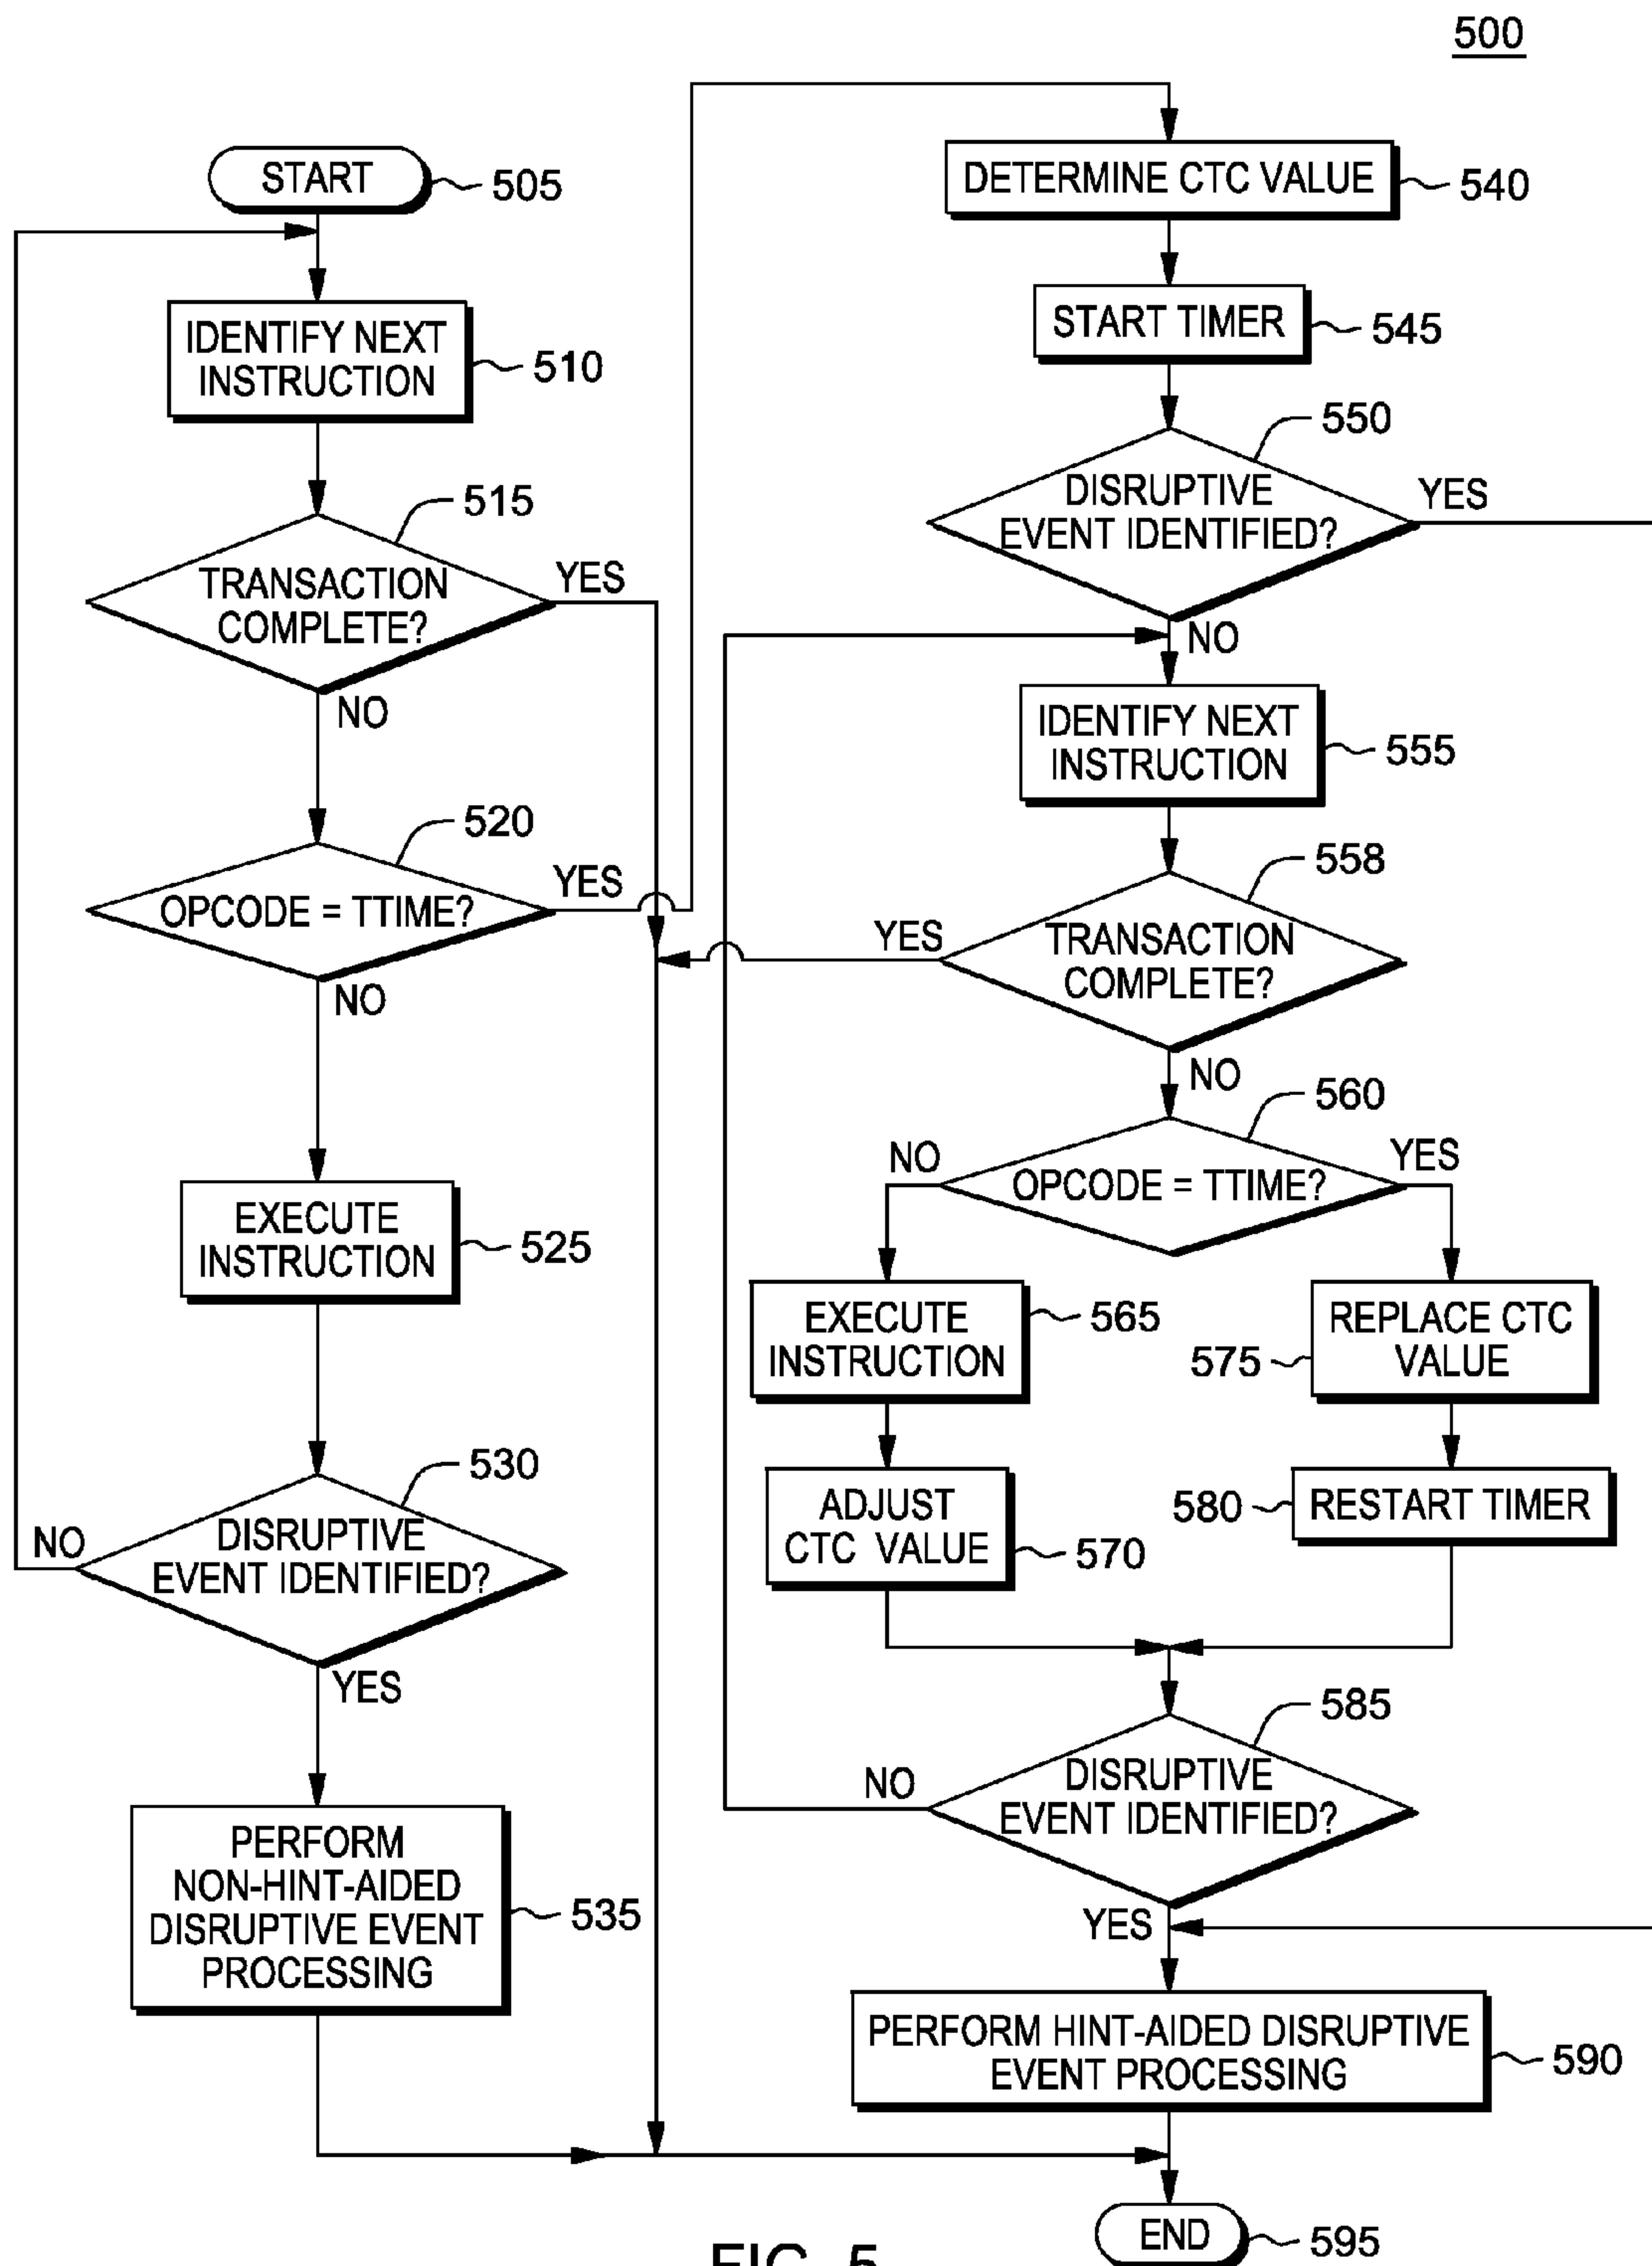 500
START
505
IDENTIFY NEXT
INSTRUCTION
510
515
TRANSACTION
COMPLETE?
YES
NO
520
OPCODE = TTIME?
YES
NO
EXECUTE
INSTRUCTION
525
530
DISRUPTIVE
EVENT IDENTIFIED?
NO
YES
PERFORM
NON-HINT-AIDED
DISRUPTIVE EVENT
PROCESSING
535
DETERMINE CTC VALUE
540
START TIMER
545
550
DISRUPTIVE
EVENT IDENTIFIED?
YES
NO
IDENTIFY NEXT
INSTRUCTION
555
558
TRANSACTION
COMPLETE?
YES
NO
560
OPCODE = TTIME?
NO
YES
EXECUTE
INSTRUCTION
565
ADJUST
CTC VALUE
570
REPLACE CTC
VALUE
575
RESTART TIMER
580
585
DISRUPTIVE
EVENT IDENTIFIED?
NO
YES
PERFORM HINT-AIDED DISRUPTIVE
EVENT PROCESSING
590
END
595
FIG. 5